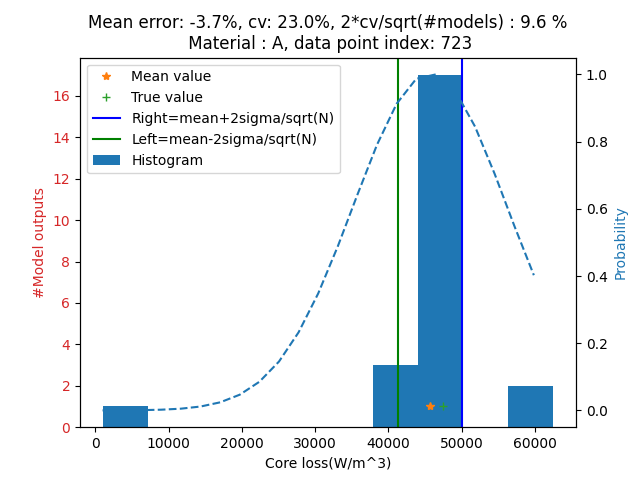 Mean error: -3.7%, cv: 23.0%, 2*cv/sqrt(#models) : 9.6 %
Material : A, data point index: 723
Mean value
True value
Right=mean+2sigma/sqrt(N)
Left=mean-2sigma/sqrt(N)
Histogram
#Model outputs
16
14
12
10
8
6
4
2
0
1.0
0.8
0.6
0.4
0.2
0.0
Probability
0 10000 20000 30000 40000 50000 60000
Core loss(W/m^3)